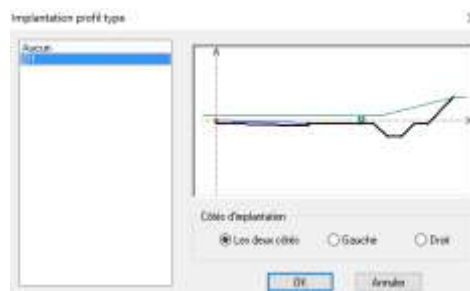 Implantation profil type
Aucun
Côtés d'implantation
Les deux côtés
Gauche
Droit
OK
Annuler